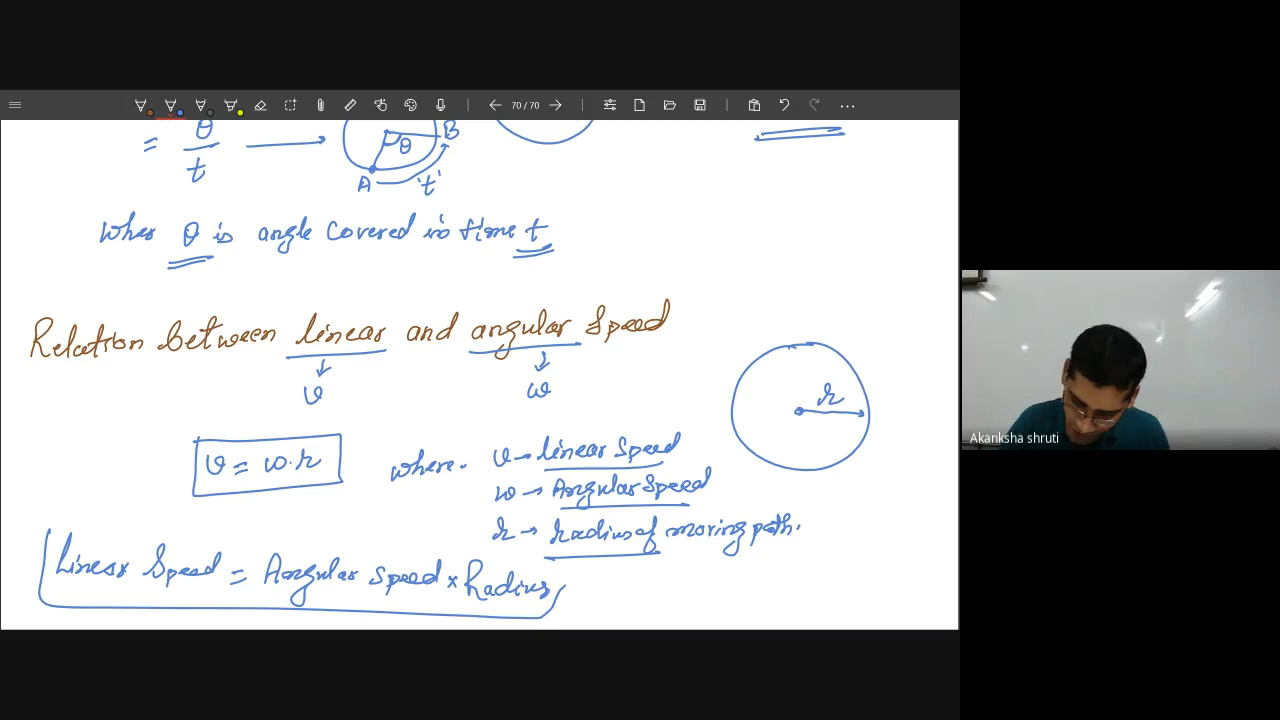 70/70
= θ/t
B
θ
A
't'
When θ is angle covered in time t
Relation between linear and angular Speed
v
ω
r
v = ω.r
where. v → linear Speed
ω → Angular Speed
r → radius of moving path.
Linear Speed = Angular Speed × Radius
Akanksha shruti